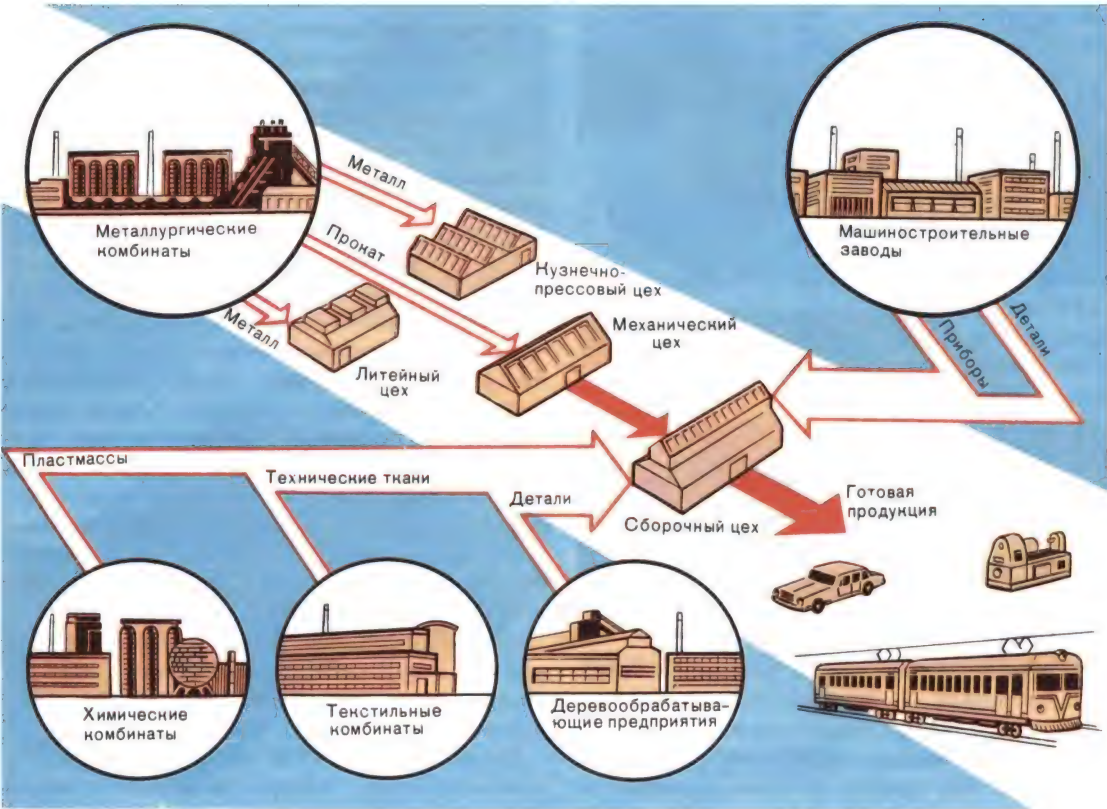 Металлургические
комбинаты
Металл
Прокат
Металл
Кузнечно-
прессовый цех
Литейный
цех
Механический
цех
Машиностроительные
заводы
Приборы
Детали
Пластмассы
Технические ткани
Детали
Сборочный цех
Готовая
продукция
Химические
комбинаты
Текстильные
комбинаты
Деревообрабатыва-
ющие предприятия